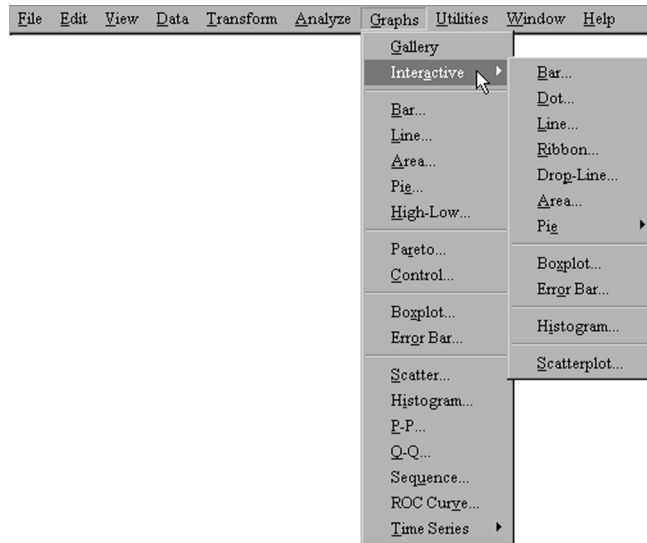 File Edit View Data Transform Analyze Graphs Utilities Window Help
Gallery
Interactive
Bar...
Line...
Area...
Pie...
High-Low...
Pareto...
Control...
Boxplot...
Error Bar...
Scatter...
Histogram...
P-P...
Q-Q...
Sequence...
ROC Curve...
Time Series
Bar...
Dot...
Line...
Ribbon...
Drop-Line...
Area...
Pie
Boxplot...
Error Bar...
Histogram...
Scatterplot...